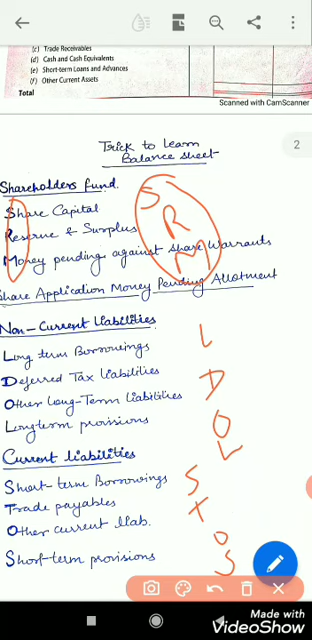 (c) Trade Receivables
(d) Cash and Cash Equivalents
(e) Short-term Loans and Advances
(f) Other Current Assets
Total
Scanned with CamScanner
2
Trick to learn
Balance sheet
Shareholders fund.
Share Capital
Reserve & Surplus
Money pending against share Warrants
S
R
M
Share Application Money Pending Allotment
Non-Current liabilities
Long term Borrowings L
Deferred Tax liabilities D
Other Long-Term liabilities O
Longterm provisions L
Current liabilities
Short-term Borrowings S
Trade payables T
Other current liab. O
Short-term provisions S
Made with
VideoShow